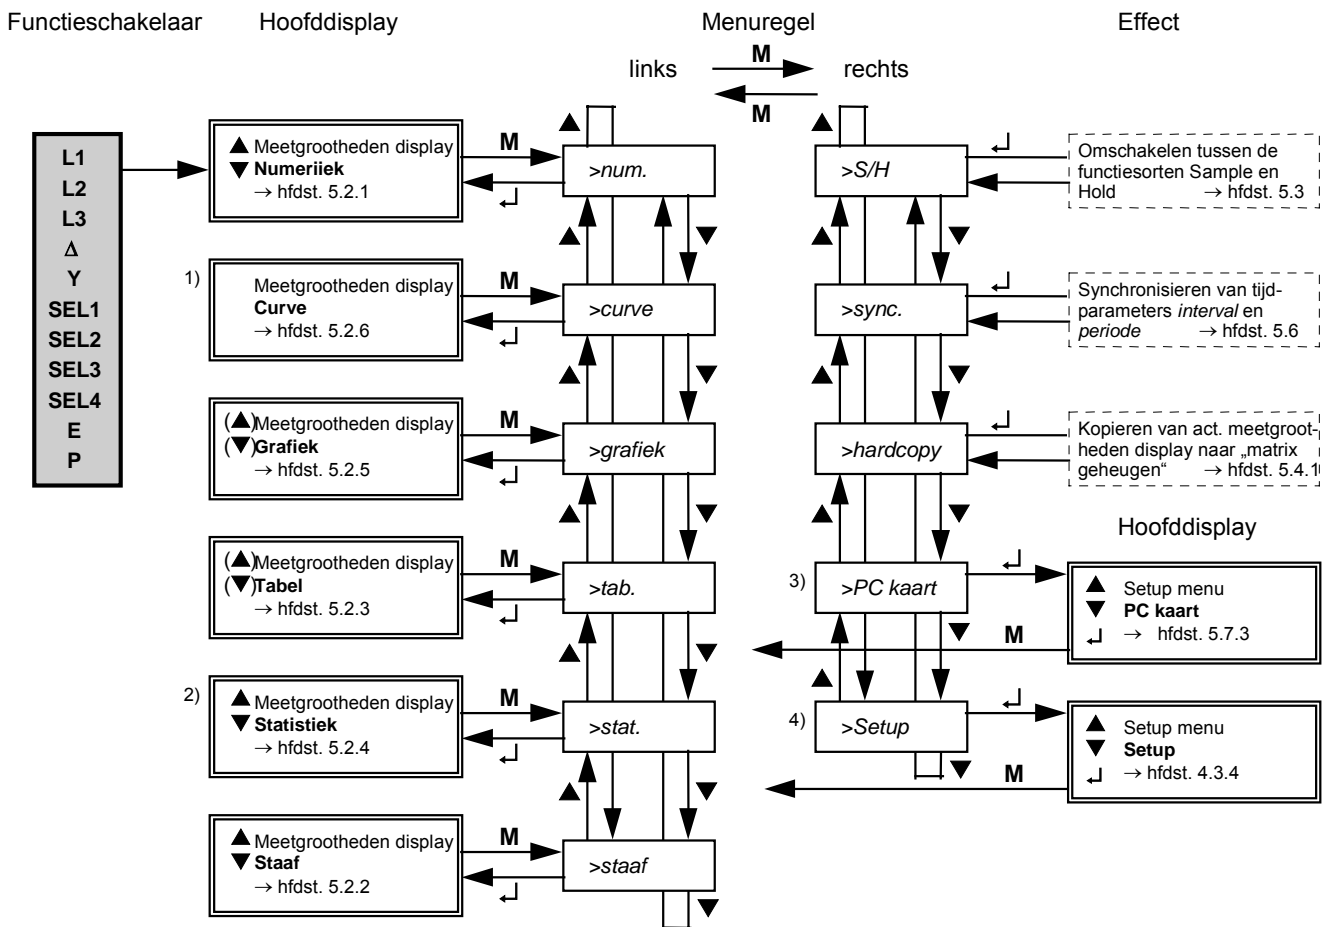 Functieschakelaar
Hoofddisplay
Menuregel
Effect
links
M
rechts
M
L1
L2
L3
Δ
Y
SEL1
SEL2
SEL3
SEL4
E
P
▲ Meetgrootheden display
▼ Numeriiek
→ hfdst. 5.2.1
M
>num.
>S/H
Omschakelen tussen de
functiesorten Sample en
Hold → hfdst. 5.3
1)
Meetgrootheden display
Curve
→ hfdst. 5.2.6
M
>curve
>sync.
Synchronisieren van tijd-
parameters interval en
periode → hfdst. 5.6
(▲) Meetgrootheden display
(▼) Grafiek
→ hfdst. 5.2.5
M
>grafiek
>hardcopy
Kopieren van act. meetgroot-
heden display naar „matrix
geheugen“ → hfdst. 5.4.1
Hoofddisplay
(▲) Meetgrootheden display
(▼) Tabel
→ hfdst. 5.2.3
M
>tab.
3)
>PC kaart
▲ Setup menu
▼ PC kaart
↵ → hfdst. 5.7.3
M
2)
▲ Meetgrootheden display
▼ Statistiek
→ hfdst. 5.2.4
M
>stat.
4)
>Setup
▲ Setup menu
▼ Setup
↵ → hfdst. 4.3.4
M
▲ Meetgrootheden display
▼ Staaf
→ hfdst. 5.2.2
M
>staaf